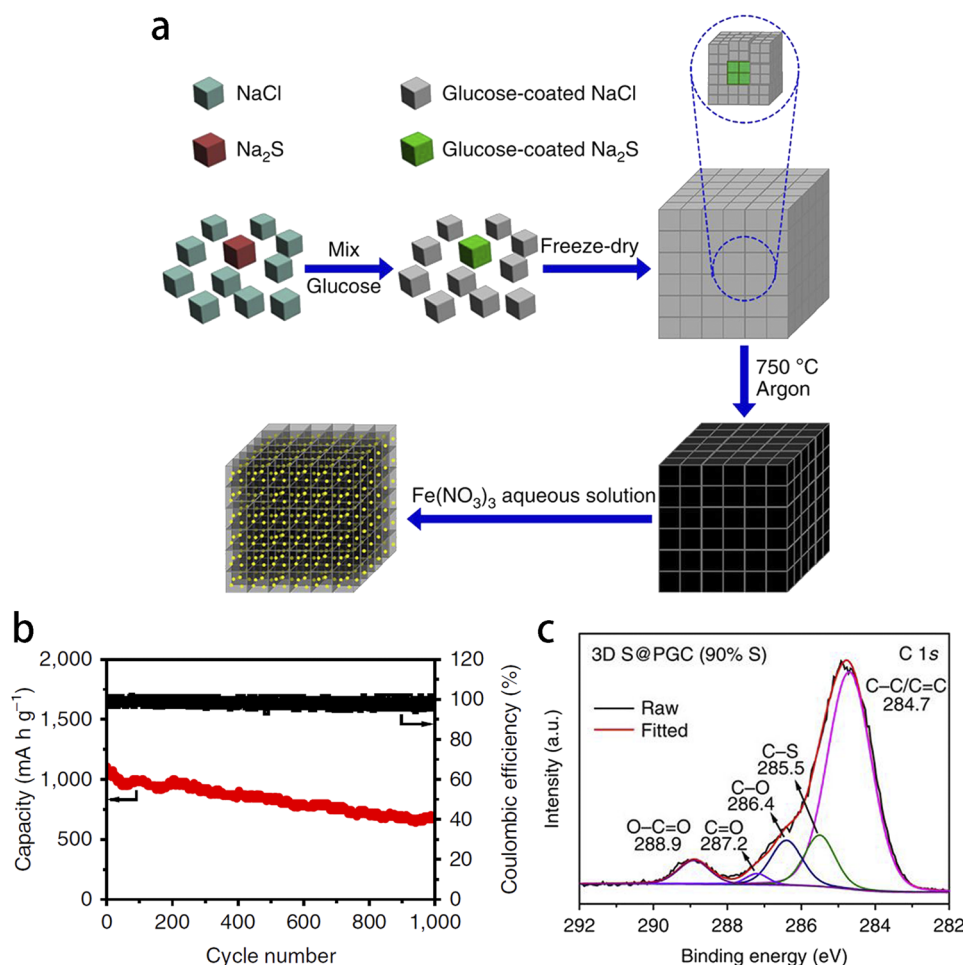 a
NaCl
Glucose-coated NaCl
Na₂S
Glucose-coated Na₂S
Mix
Glucose
Freeze-dry
750 °C
Argon
Fe(NO₃)₃ aqueous solution
b
2,000
1,500
1,000
500
0
Capacity (mA h g⁻¹)
120
100
80
60
40
20
0
Coulombic efficiency (%)
0
200
400
600
800
1,000
Cycle number
c
3D S@PGC (90% S)
C 1s
Raw
Fitted
C–C/C=C
284.7
C–S
285.5
C–O
286.4
C=O
287.2
O–C=O
288.9
Intensity (a.u.)
292
290
288
286
284
282
Binding energy (eV)